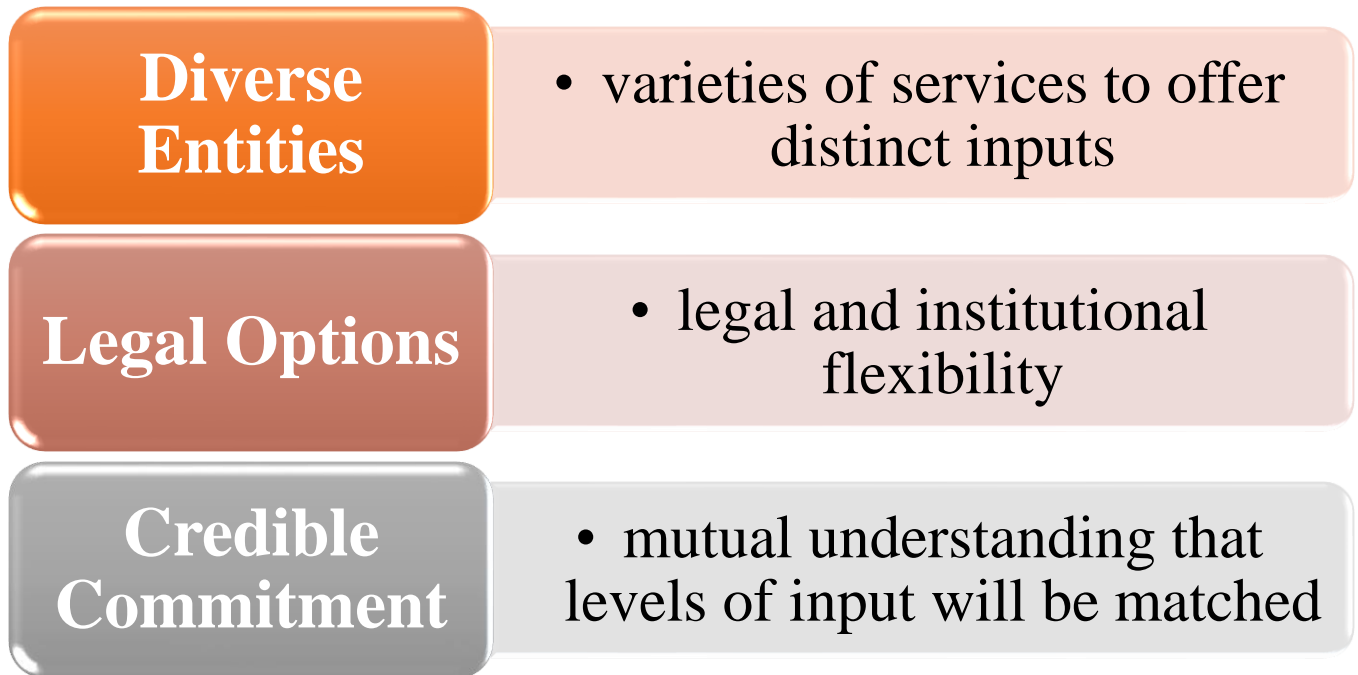 Diverse
Entities
• varieties of services to offer
distinct inputs
Legal Options
• legal and institutional
flexibility
Credible
Commitment
• mutual understanding that
levels of input will be matched